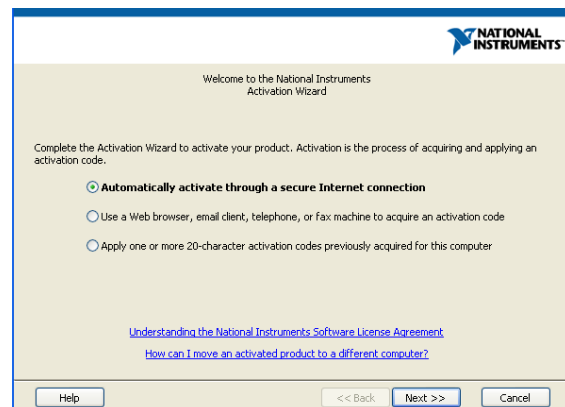 NATIONAL
INSTRUMENTS™
Welcome to the National Instruments
Activation Wizard
Complete the Activation Wizard to activate your product. Activation is the process of acquiring and applying an
activation code.
Automatically activate through a secure Internet connection
Use a Web browser, email client, telephone, or fax machine to acquire an activation code
Apply one or more 20-character activation codes previously acquired for this computer
Understanding the National Instruments Software License Agreement
How can I move an activated product to a different computer?
Help
<< Back
Next >>
Cancel